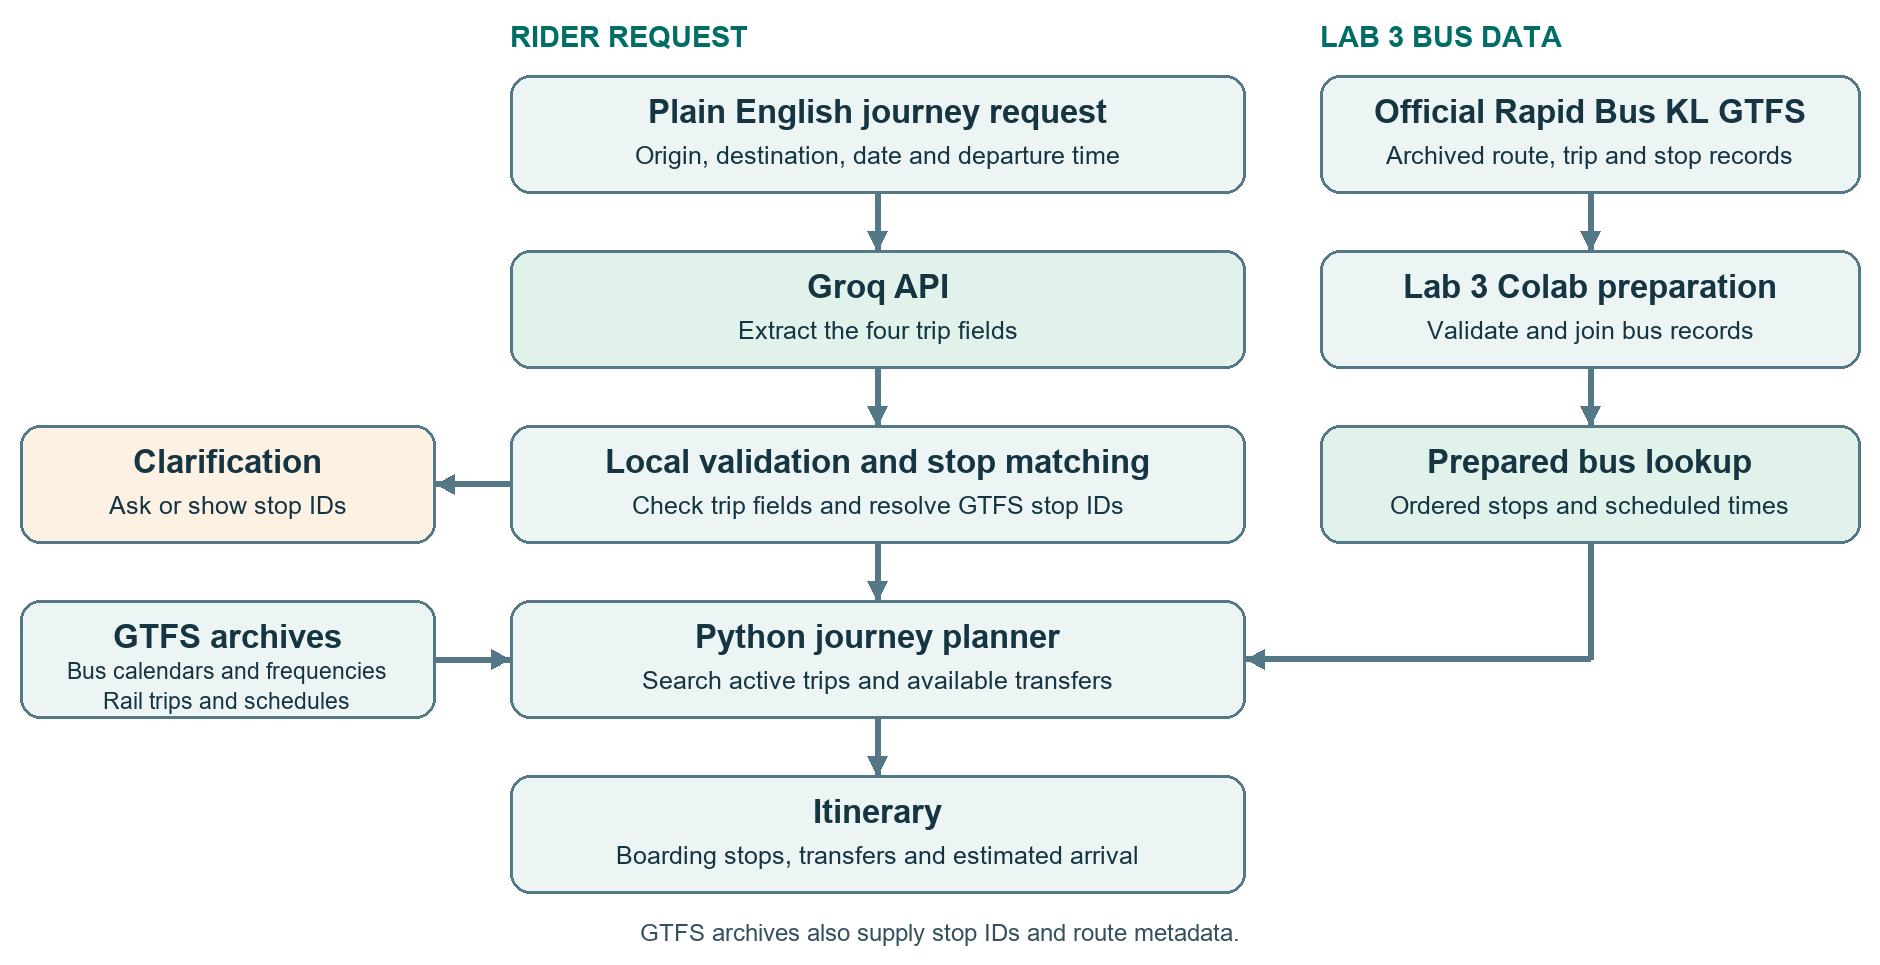 RIDER REQUEST
LAB 3 BUS DATA
Plain English journey request
Origin, destination, date and departure time
Official Rapid Bus KL GTFS
Archived route, trip and stop records
Groq API
Extract the four trip fields
Lab 3 Colab preparation
Validate and join bus records
Clarification
Ask or show stop IDs
Local validation and stop matching
Check trip fields and resolve GTFS stop IDs
Prepared bus lookup
Ordered stops and scheduled times
GTFS archives
Bus calendars and frequencies
Rail trips and schedules
Python journey planner
Search active trips and available transfers
Itinerary
Boarding stops, transfers and estimated arrival
GTFS archives also supply stop IDs and route metadata.